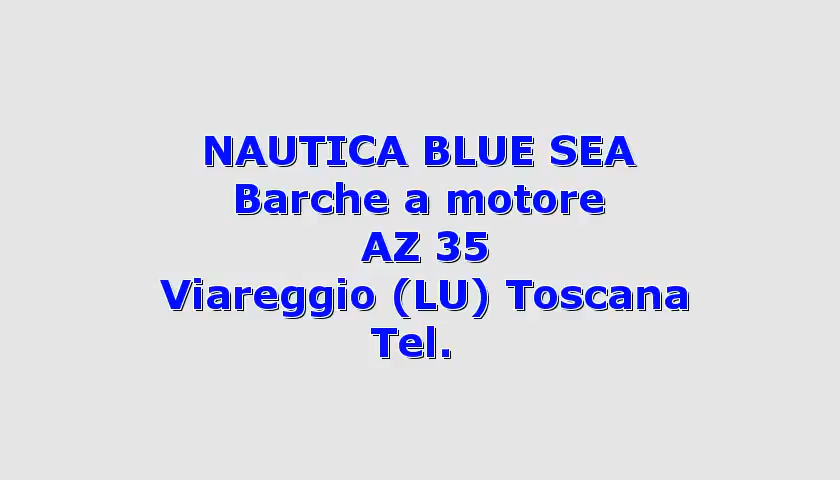 NAUTICA BLUE SEA
Barche a motore
AZ 35
Viareggio (LU) Toscana
Tel.